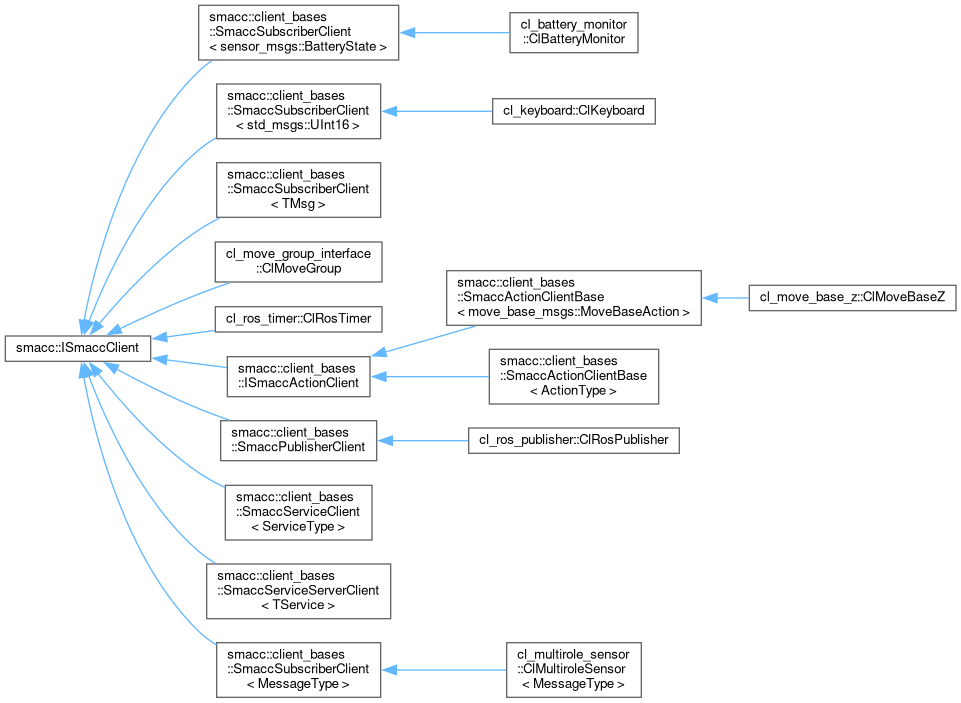 smacc::client_bases
::SmaccSubscriberClient
< sensor_msgs::BatteryState >
cl_battery_monitor
::ClBatteryMonitor
smacc::client_bases
::SmaccSubscriberClient
< std_msgs::UInt16 >
cl_keyboard::ClKeyboard
smacc::client_bases
::SmaccSubscriberClient
< TMsg >
cl_move_group_interface
::ClMoveGroup
smacc::client_bases
::SmaccActionClientBase
< move_base_msgs::MoveBaseAction >
cl_move_base_z::ClMoveBaseZ
cl_ros_timer::ClRosTimer
smacc::ISmaccClient
smacc::client_bases
::ISmaccActionClient
smacc::client_bases
::SmaccActionClientBase
< ActionType >
smacc::client_bases
::SmaccPublisherClient
cl_ros_publisher::ClRosPublisher
smacc::client_bases
::SmaccServiceClient
< ServiceType >
smacc::client_bases
::SmaccServiceServerClient
< TService >
smacc::client_bases
::SmaccSubscriberClient
< MessageType >
cl_multirole_sensor
::ClMultiroleSensor
< MessageType >